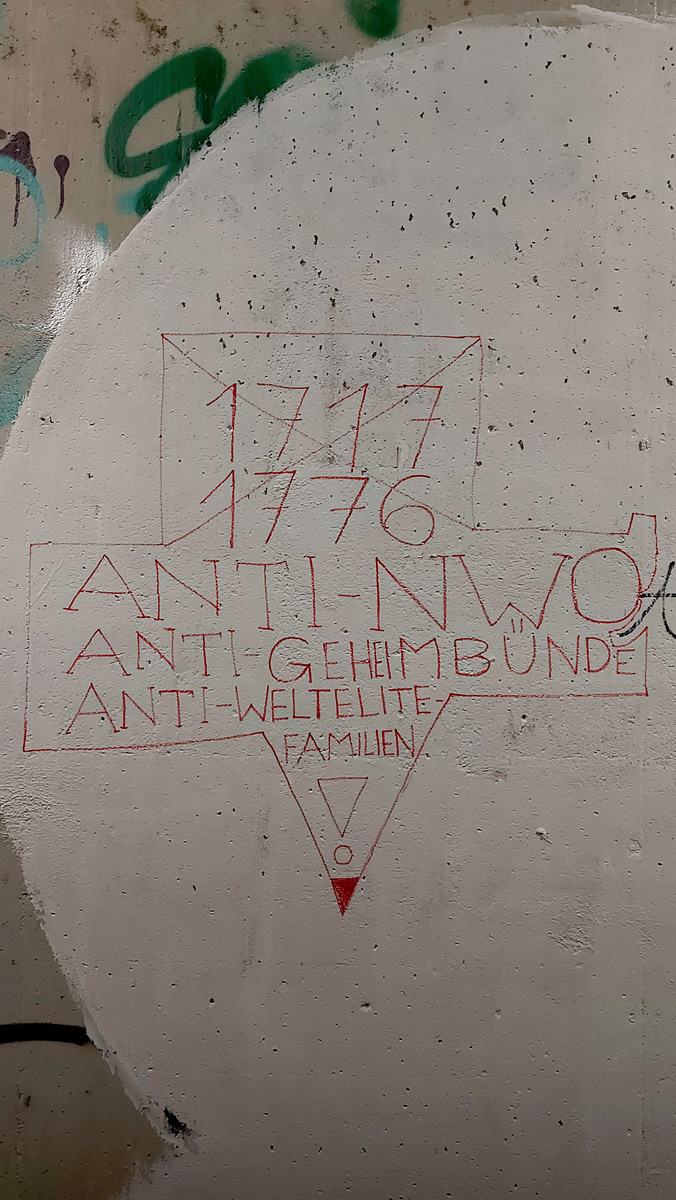 1717
1776
ANTI-NWO
ANTI-GEHEIMBÜNDE
ANTI-WELTELITE-
FAMILIEN
!